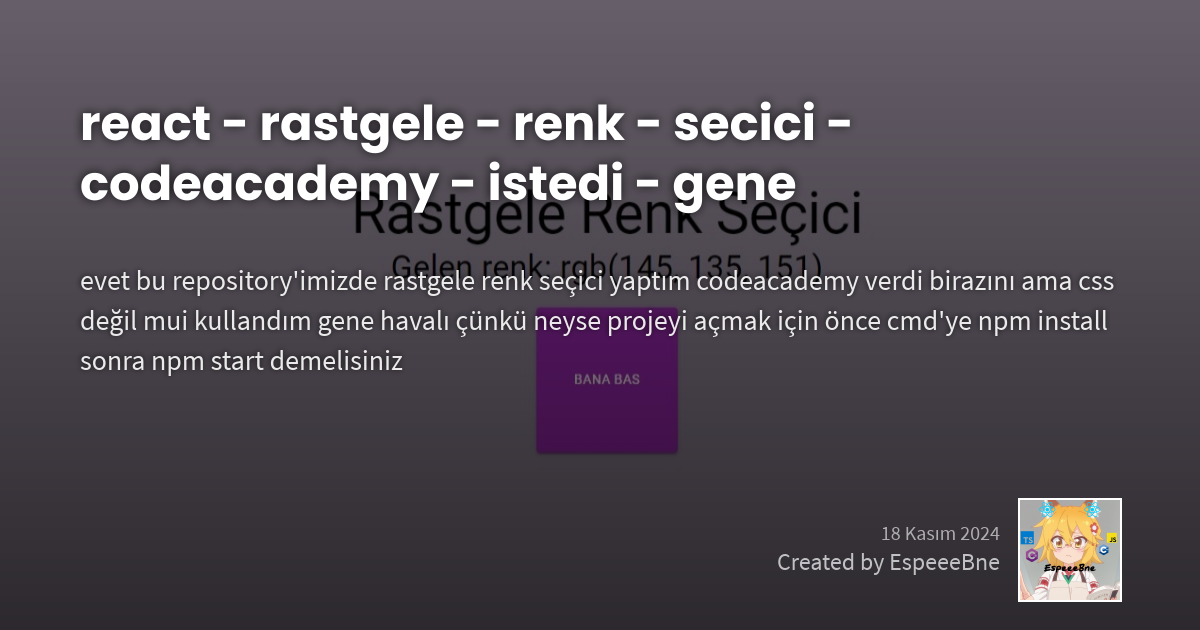 react - rastgele - renk - secici -
codeacademy - istedi - gene
Rastgele Renk Seçici
Gelen renk: rgb(145, 135, 151)
evet bu repository'imizde rastgele renk seçici yaptım codeacademy verdi birazını ama css
değil mui kullandım gene havalı çünkü neyse projeyi açmak için önce cmd'ye npm install
sonra npm start demelisiniz
BANA BAS
18 Kasım 2024
Created by EspeeeBne
TS
JS
C
C
EspeeeBne